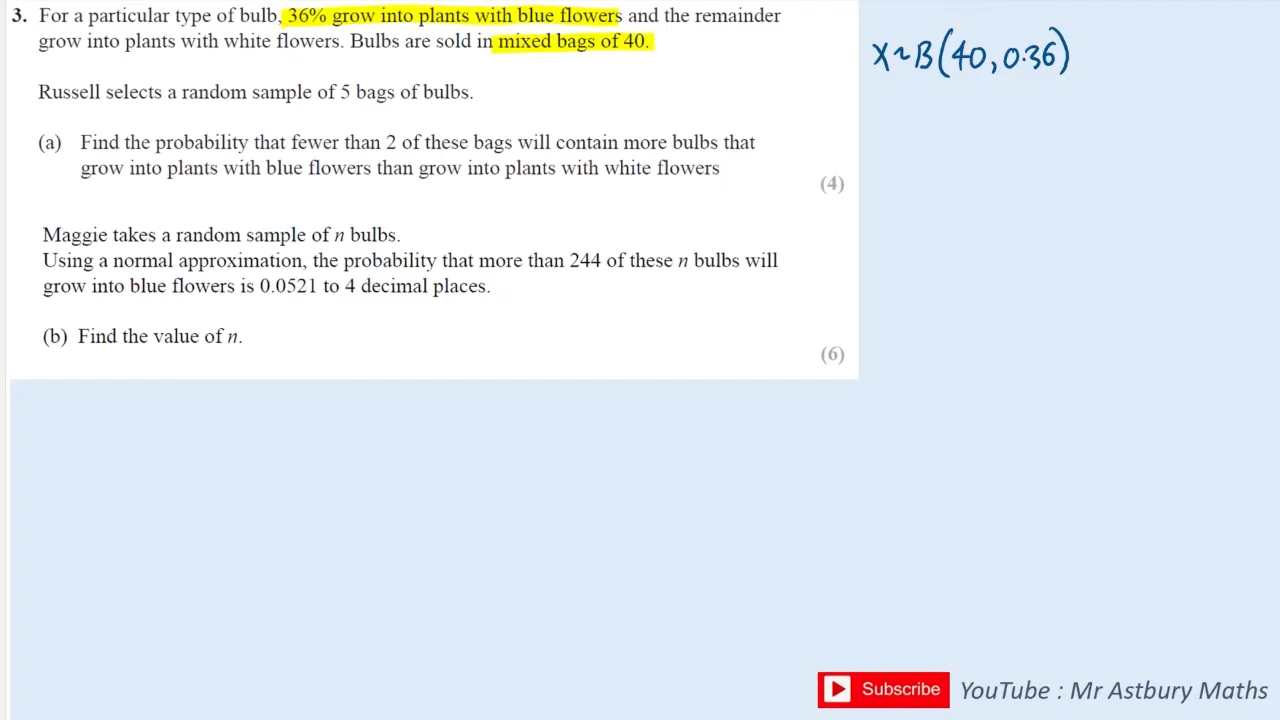 3. For a particular type of bulb, 36% grow into plants with blue flowers and the remainder
grow into plants with white flowers. Bulbs are sold in mixed bags of 40.
X~B(40,0.36)
Russell selects a random sample of 5 bags of bulbs.
(a) Find the probability that fewer than 2 of these bags will contain more bulbs that
grow into plants with blue flowers than grow into plants with white flowers
(4)
Maggie takes a random sample of n bulbs.
Using a normal approximation, the probability that more than 244 of these n bulbs will
grow into blue flowers is 0.0521 to 4 decimal places.
(b) Find the value of n.
(6)
Subscribe
YouTube : Mr Astbury Maths